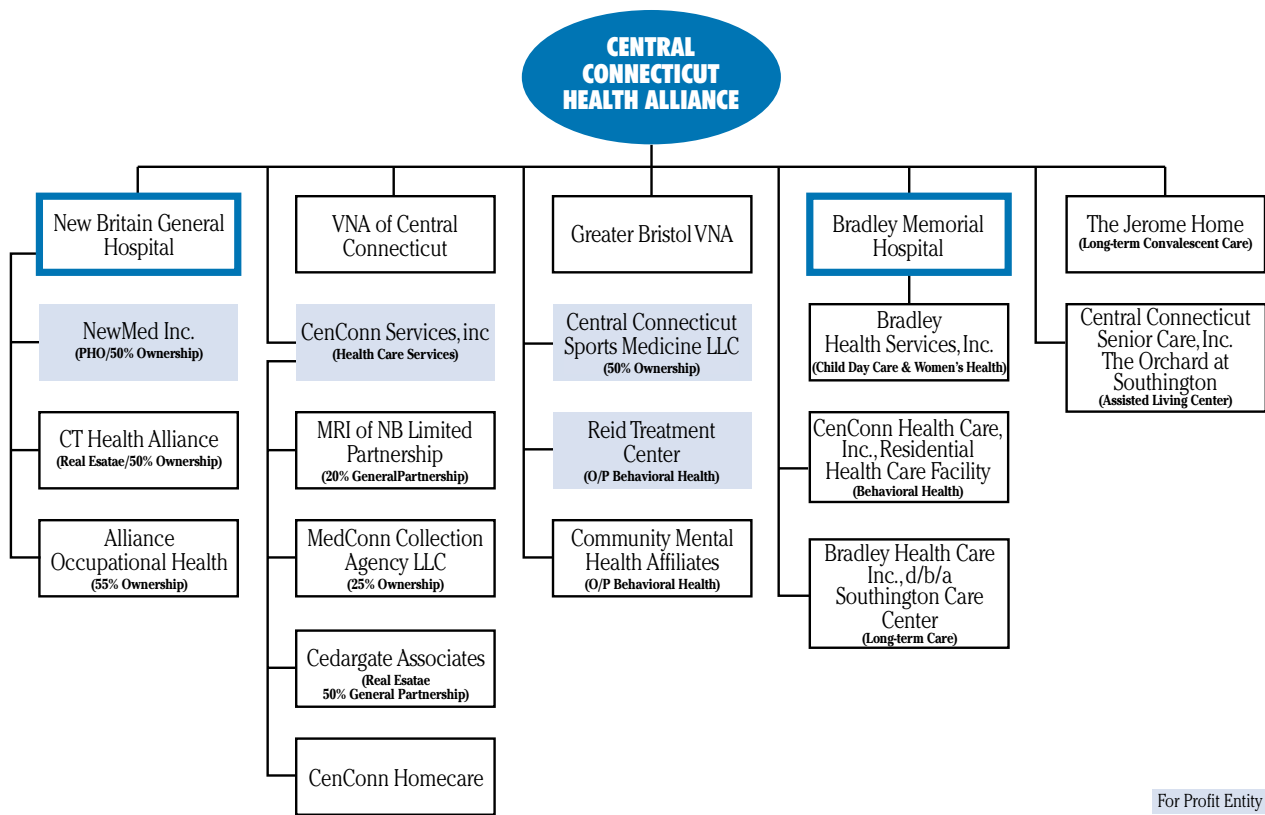 CENTRAL
CONNECTICUT
HEALTH ALLIANCE
New Britain General
Hospital
VNA of Central
Connecticut
Greater Bristol VNA
Bradley Memorial
Hospital
The Jerome Home
(Long-term Convalescent Care)
NewMed Inc.
(PHO/50% Ownership)
CenConn Services, inc
(Health Care Services)
Central Connecticut
Sports Medicine LLC
(50% Ownership)
Bradley
Health Services, Inc.
(Child Day Care & Women's Health)
Central Connecticut
Senior Care, Inc.
The Orchard at
Southington
(Assisted Living Center)
CT Health Alliance
(Real Esatae/50% Ownership)
MRI of NB Limited
Partnership
(20% GeneralPartnership)
Reid Treatment
Center
(O/P Behavioral Health)
CenConn Health Care,
Inc., Residential
Health Care Facility
(Behavioral Health)
Alliance
Occupational Health
(55% Ownership)
MedConn Collection
Agency LLC
(25% Ownership)
Community Mental
Health Affiliates
(O/P Behavioral Health)
Bradley Health Care
Inc., d/b/a
Southington Care
Center
(Long-term Care)
Cedargate Associates
(Real Esatae
50% General Partnership)
CenConn Homecare
For Profit Entity